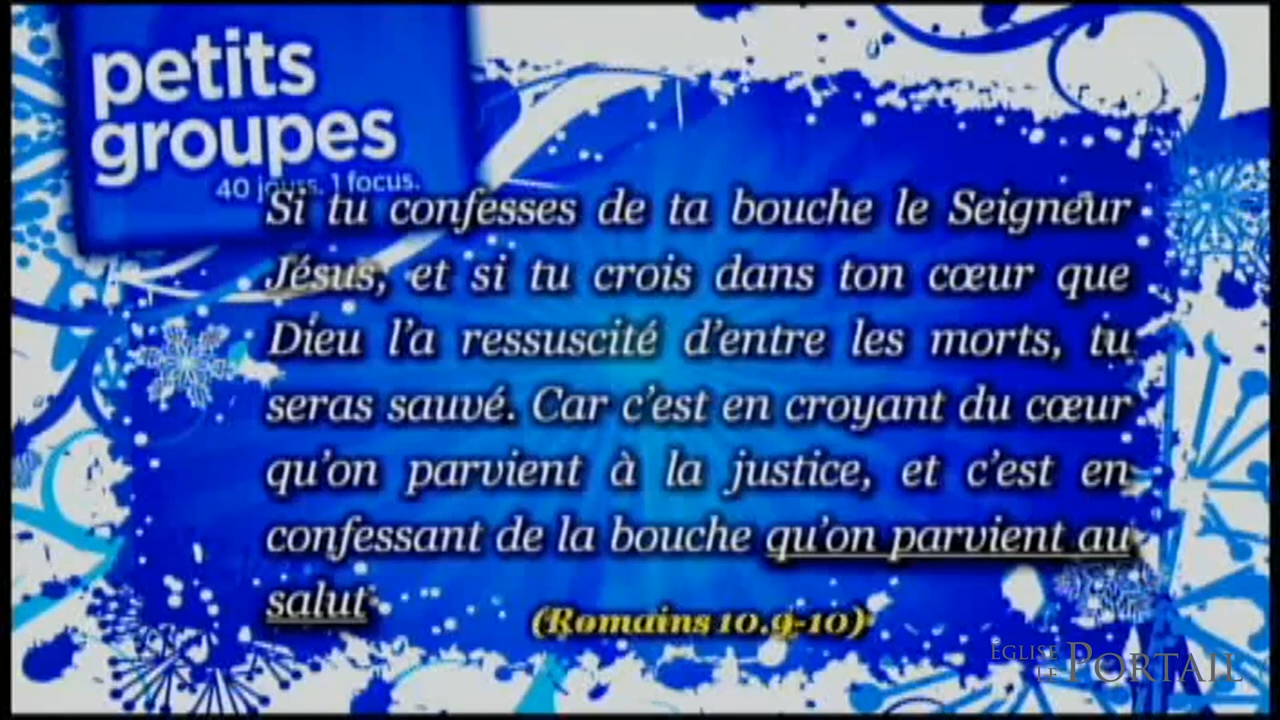 petits
groupes
40 jours. 1 focus.
Si tu confesses de ta bouche le Seigneur
Jésus, et si tu crois dans ton cœur que
Dieu l’a ressuscité d’entre les morts, tu
seras sauvé. Car c’est en croyant du cœur
qu’on parvient à la justice, et c’est en
confessant de la bouche qu’on parvient au
salut
(Romains 10.9-10)
ÉGLISE
LE PORTAIL